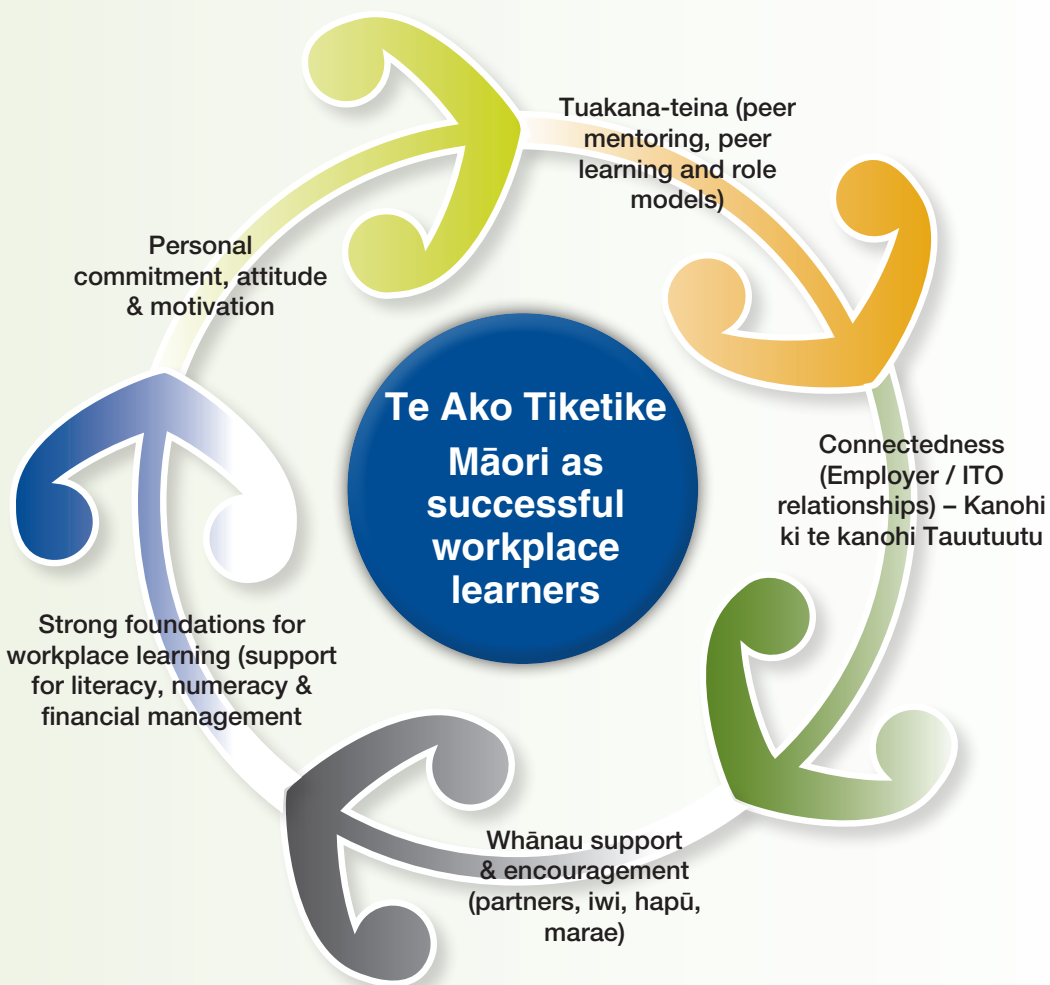 Tuakana-teina (peer
mentoring, peer
learning and role
models)
Personal
commitment, attitude
& motivation
Te Ako Tiketike
Māori as
successful
workplace
learners
Connectedness
(Employer / ITO
relationships) – Kanohi
ki te kanohi Tauutuutu
Strong foundations for
workplace learning (support
for literacy, numeracy &
financial management
Whānau support
& encouragement
(partners, iwi, hapū,
marae)